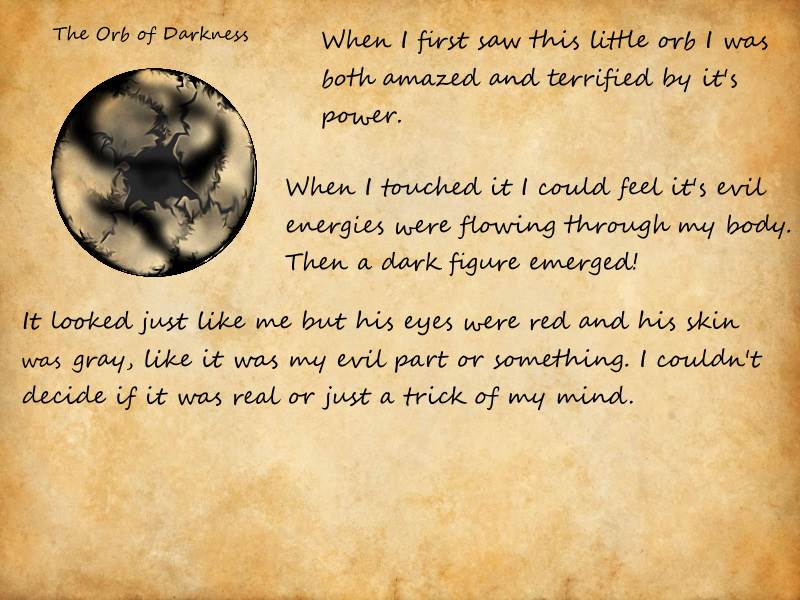 The Orb of Darkness
When I first saw this little orb I was
both amazed and terrified by it's
power.
When I touched it I could feel it's evil
energies were flowing through my body.
Then a dark figure emerged!
It looked just like me but his eyes were red and his skin
was gray, like it was my evil part or something. I couldn't
decide if it was real or just a trick of my mind.